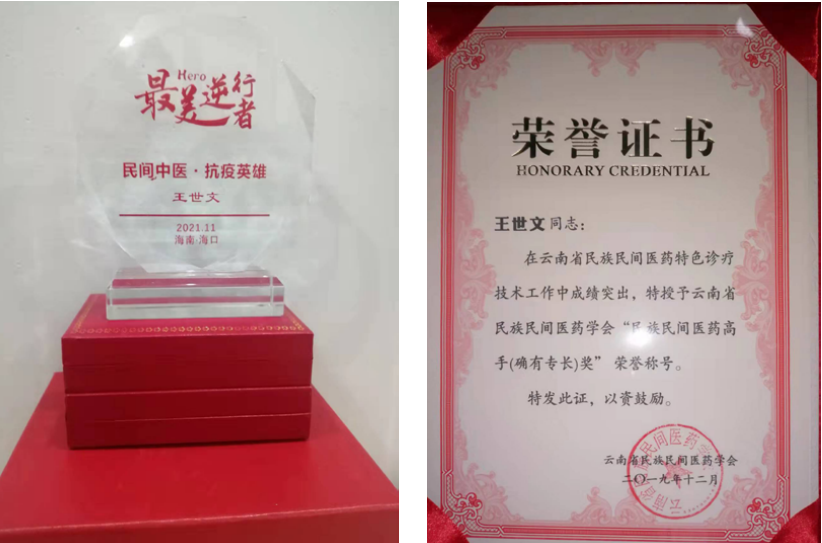 Hero
最美逆行者
民间中医·抗疫英雄
王世文
2021.11
海南·海口
荣誉证书
HONORARY CREDENTIAL
王世文同志：
在云南省民族民间医药特色诊疗
技术工作中成绩突出，特授予云南省
民族民间医药学会“民族民间医药高
手(确有专长)奖”荣誉称号。
特发此证，以资鼓励。
云南省民族民间医药学会
二〇一九年十二月